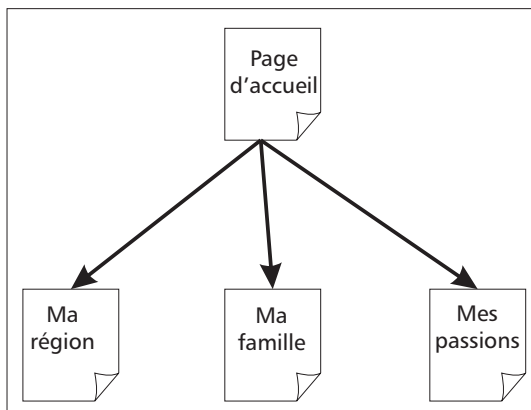 Page
d'accueil
Ma
région
Ma
famille
Mes
passions